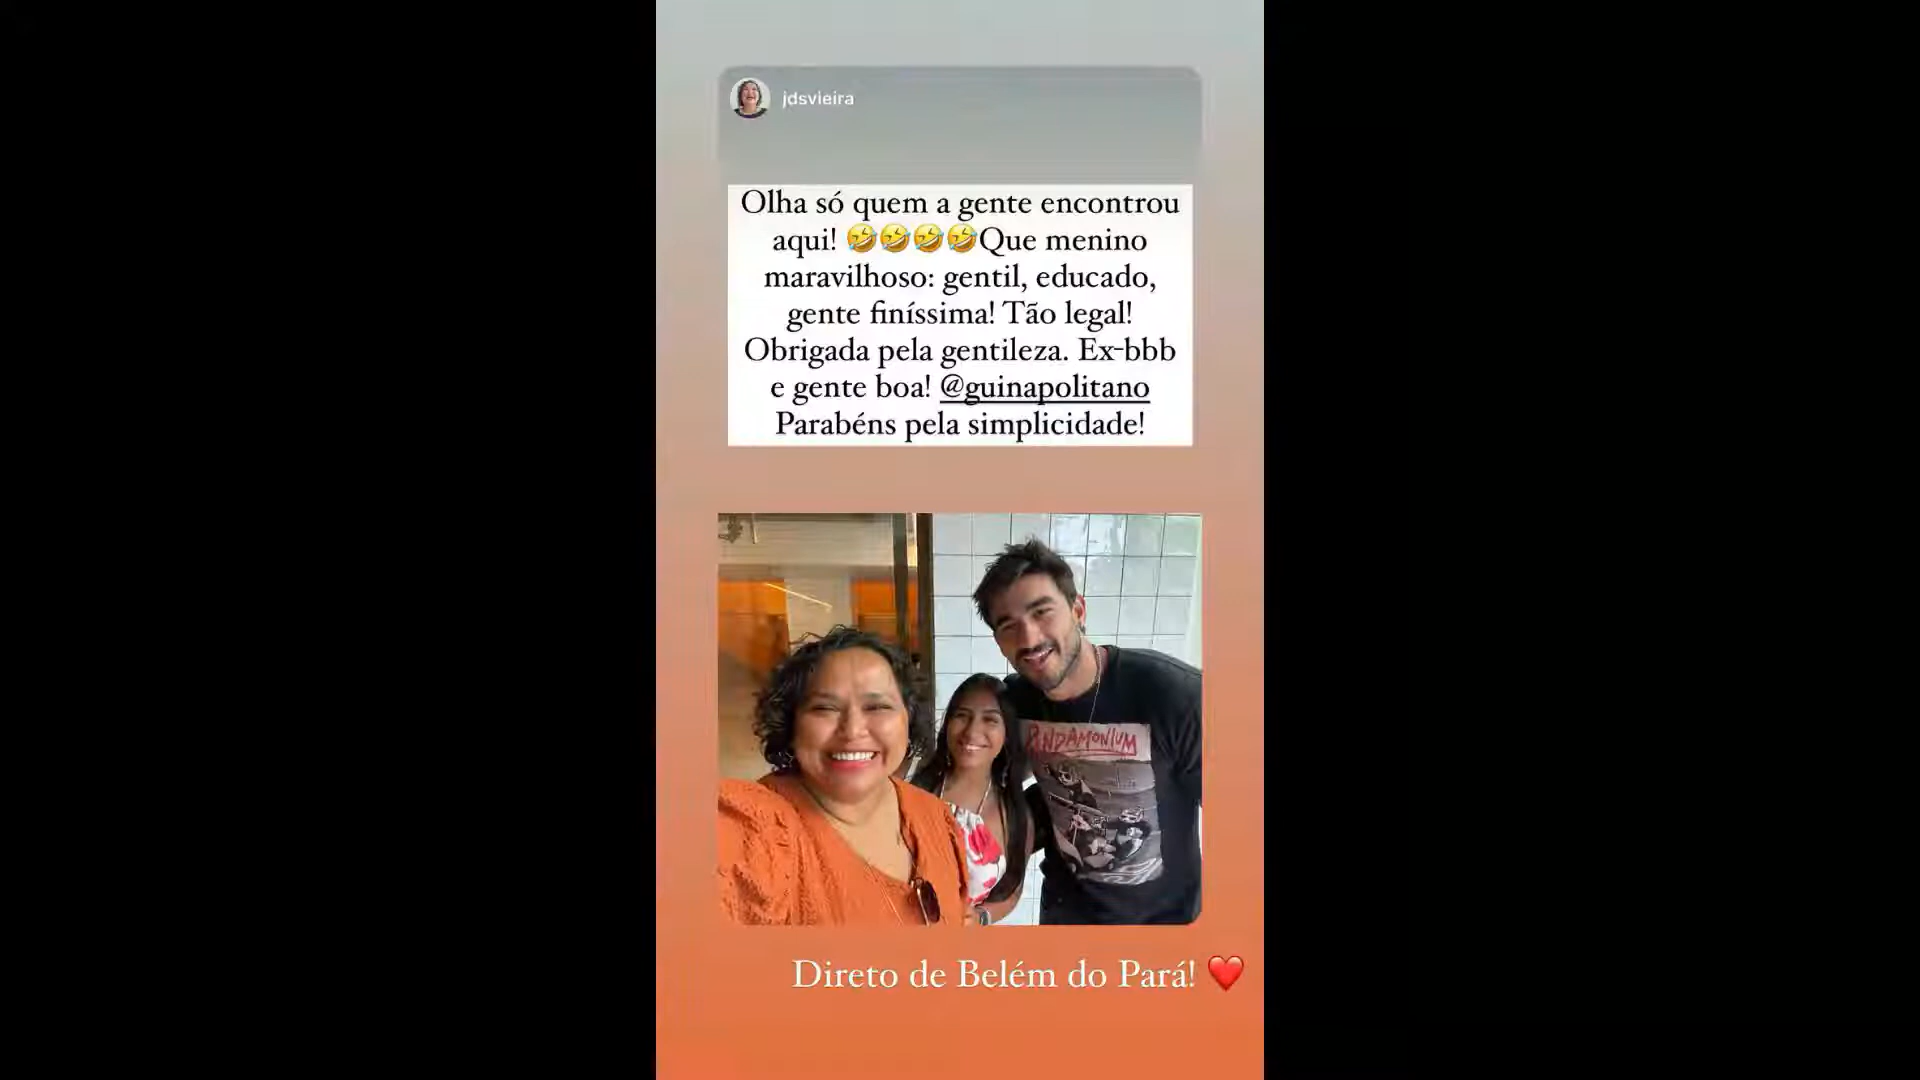 jdsvieira
Olha só quem a gente encontrou
aqui! 🤣🤣🤣🤣Que menino
maravilhoso: gentil, educado,
gente finíssima! Tão legal!
Obrigada pela gentileza. Ex-bbb
e gente boa! @guinapolitano
Parabéns pela simplicidade!
PANDAMONIUM
Direto de Belém do Pará! ❤️